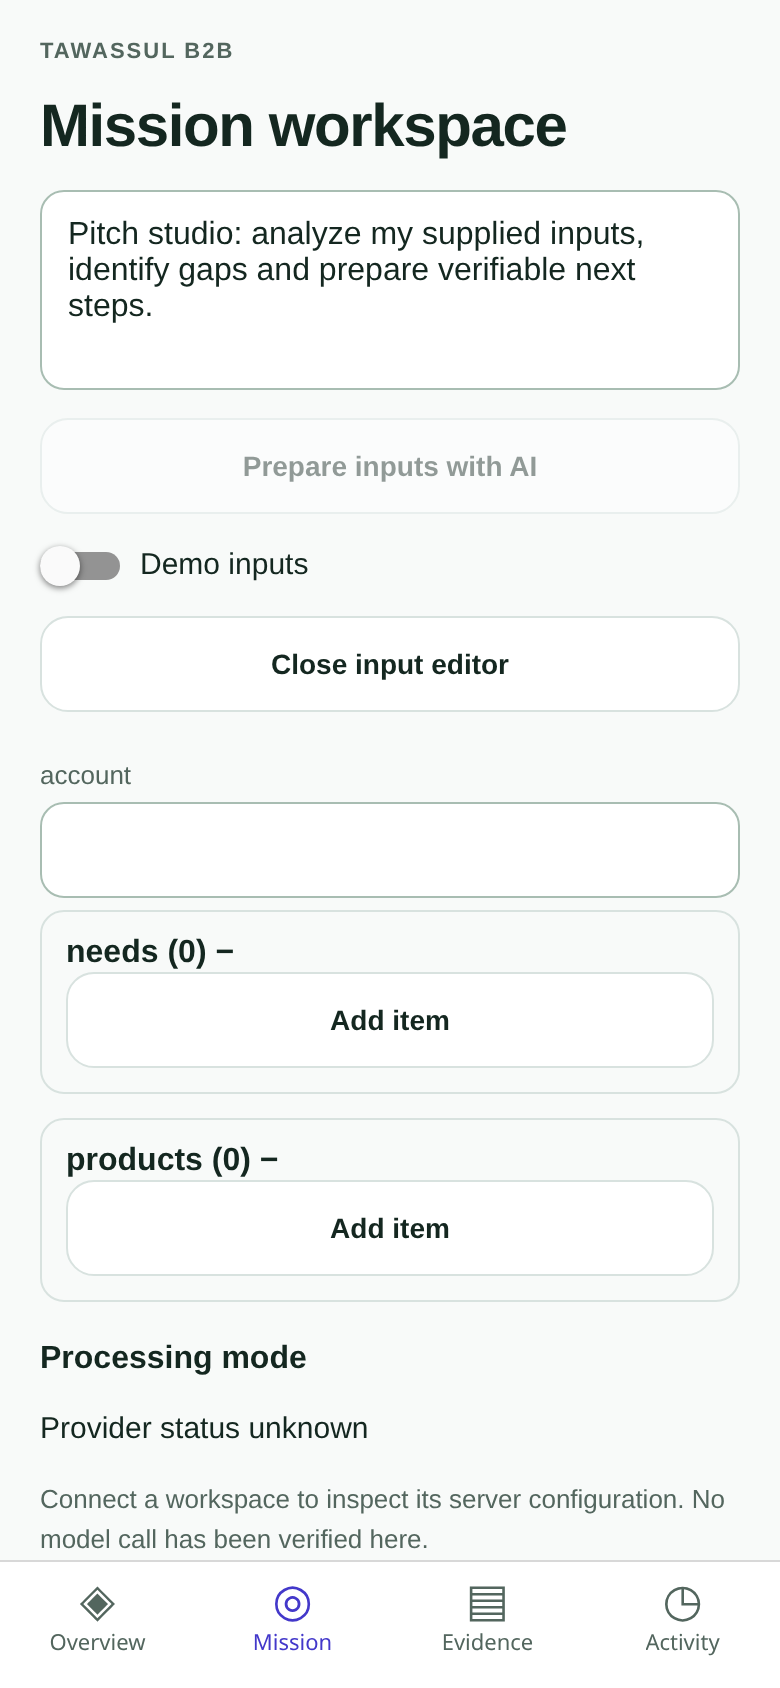 TAWASSUL B2B
Mission workspace
Pitch studio: analyze my supplied inputs,
identify gaps and prepare verifiable next
steps.
Prepare inputs with AI
Demo inputs
Close input editor
account
needs (0) −
Add item
products (0) −
Add item
Processing mode
Provider status unknown
Connect a workspace to inspect its server configuration. No
model call has been verified here.
Overview
Mission
Evidence
Activity